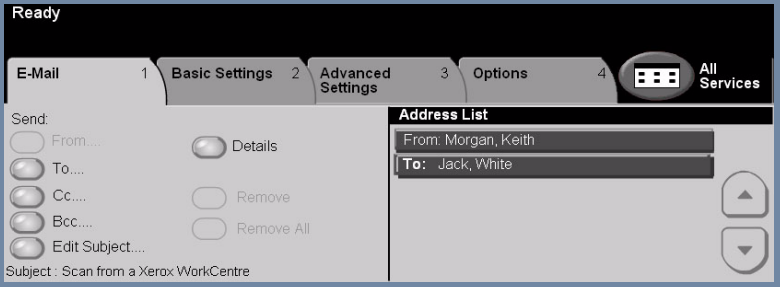 Ready
E-Mail 1
Basic Settings 2
Advanced Settings 3
Options 4
All Services
Send:
From....
To....
Cc....
Bcc....
Edit Subject....
Details
Remove
Remove All
Subject : Scan from a Xerox WorkCentre
Address List
From: Morgan, Keith
To: Jack, White